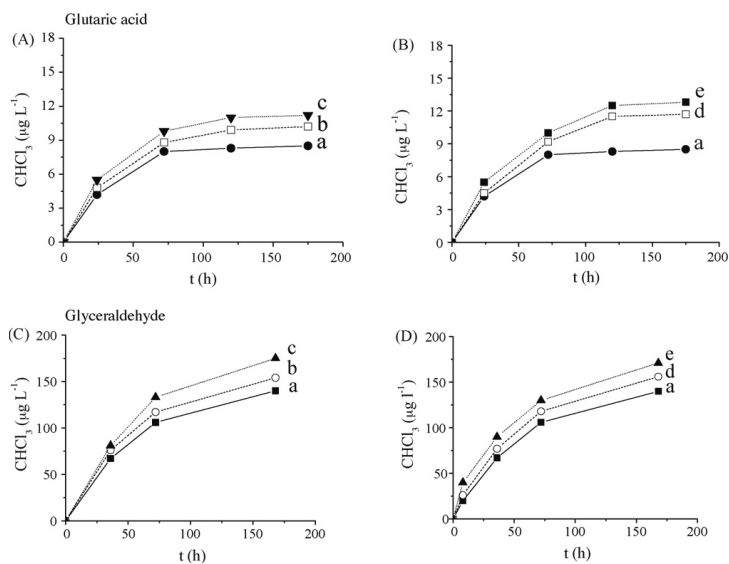 Glutaric acid
(A)
18
15
12
9
6
3
0
CHCl3 (µg L-1)
c
b
a
0 50 100 150 200
t (h)
(B)
18
15
12
9
6
3
0
CHCl3 (µg L-1)
e
d
a
0 50 100 150 200
t (h)
Glyceraldehyde
(C)
200
150
100
50
0
CHCl3 (µg L-1)
c
b
a
0 50 100 150 200
t (h)
(D)
200
150
100
50
0
CHCl3 (µg l-1)
e
d
a
0 50 100 150 200
t (h)